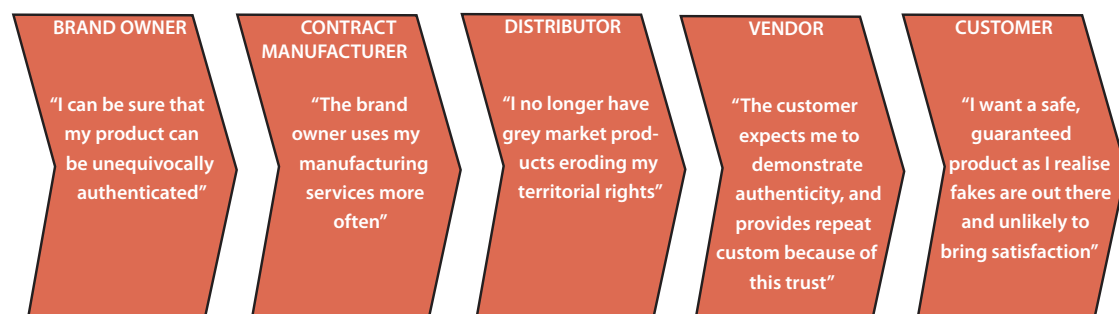 BRAND OWNER
“I can be sure that
my product can
be unequivocally
authenticated”
CONTRACT
MANUFACTURER
“The brand
owner uses my
manufacturing
services more
often”
DISTRIBUTOR
“I no longer have
grey market prod-
ucts eroding my
territorial rights”
VENDOR
“The customer
expects me to
demonstrate
authenticity, and
provides repeat
custom because of
this trust”
CUSTOMER
“I want a safe,
guaranteed
product as I realise
fakes are out there
and unlikely to
bring satisfaction”